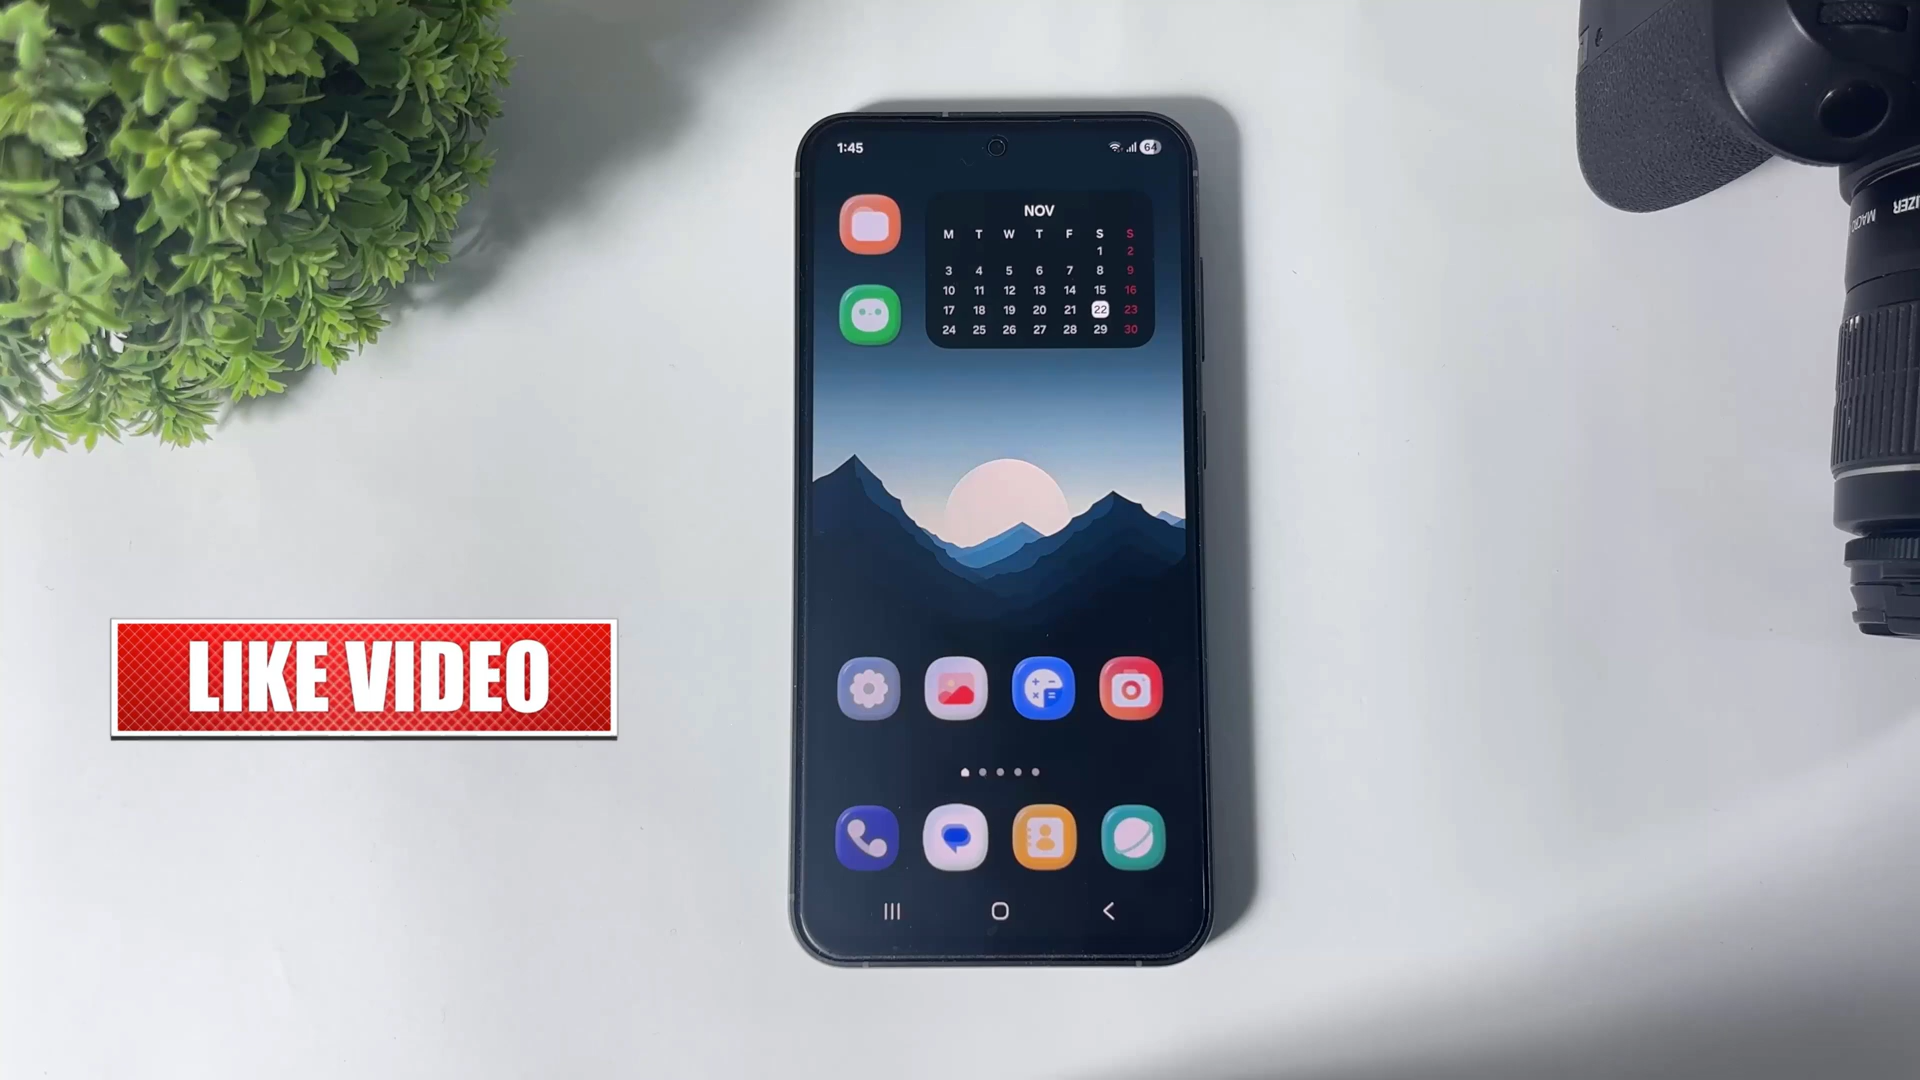 1:45
64
NOV
M T W T F S S
1 2
3 4 5 6 7 8 9
10 11 12 13 14 15 16
17 18 19 20 21 22 23
24 25 26 27 28 29 30
LIKE VIDEO
MACRO